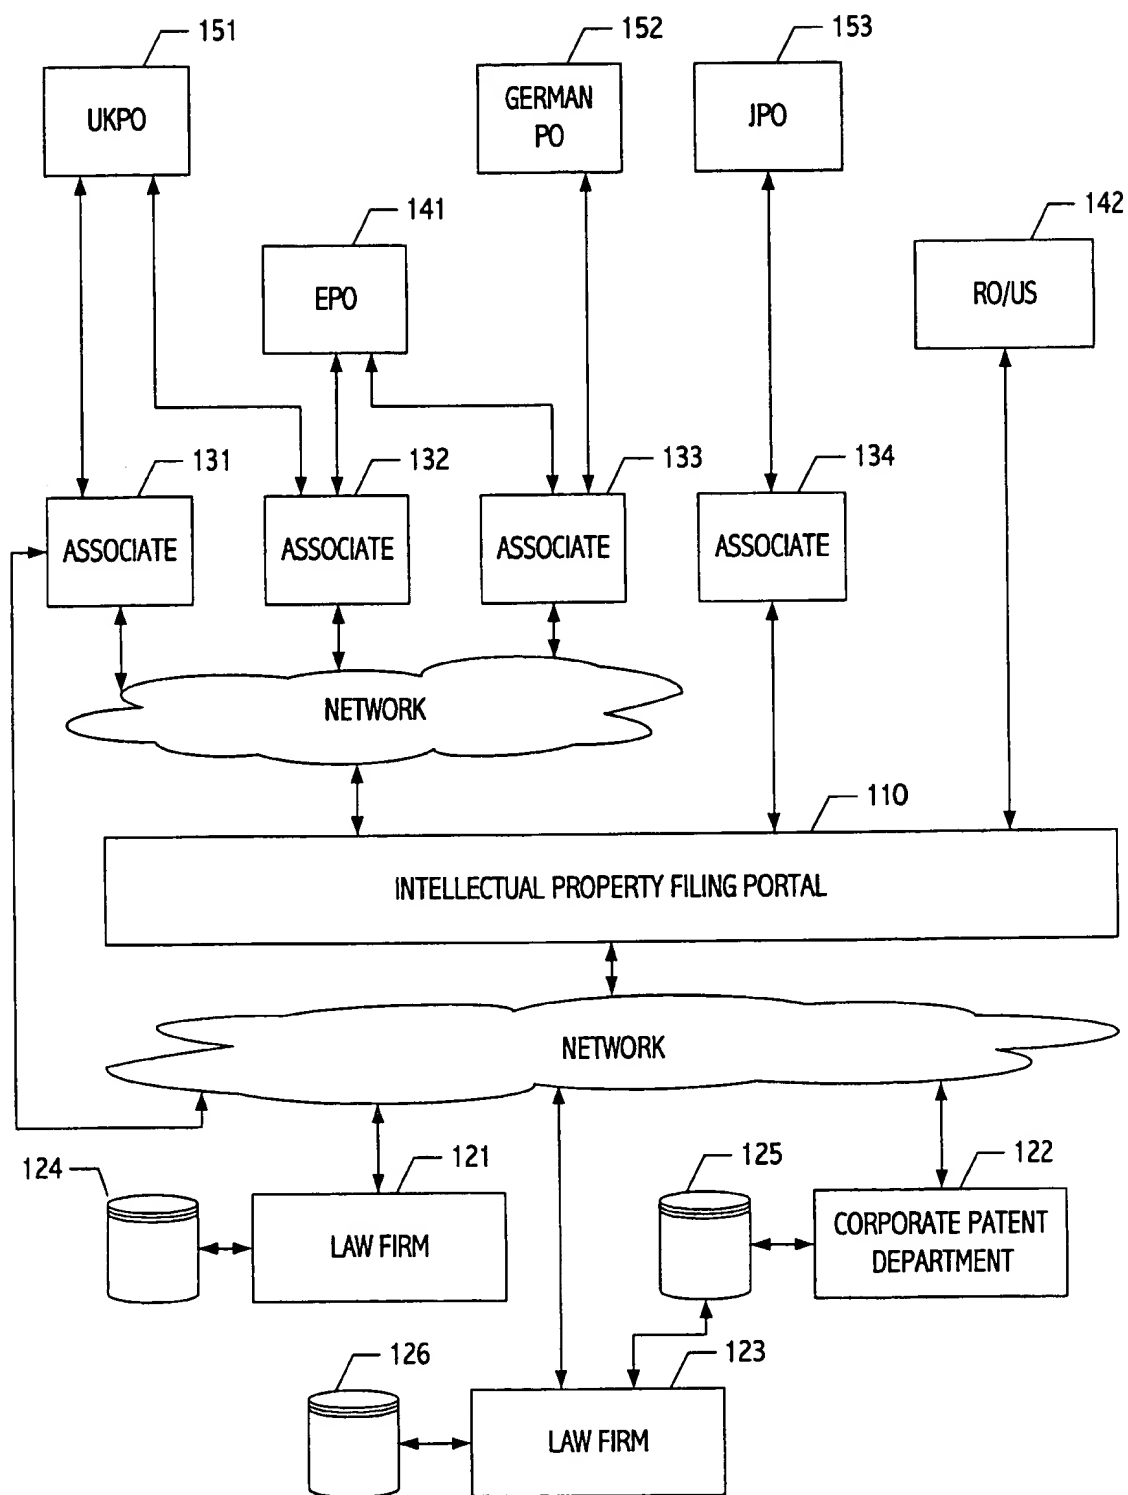 151
152
153
UKPO
GERMAN
PO
JPO
141
142
EPO
RO/US
131
132
133
134
ASSOCIATE
ASSOCIATE
ASSOCIATE
ASSOCIATE
NETWORK
110
INTELLECTUAL PROPERTY FILING PORTAL
NETWORK
124
121
125
122
LAW FIRM
CORPORATE PATENT
DEPARTMENT
126
123
LAW FIRM